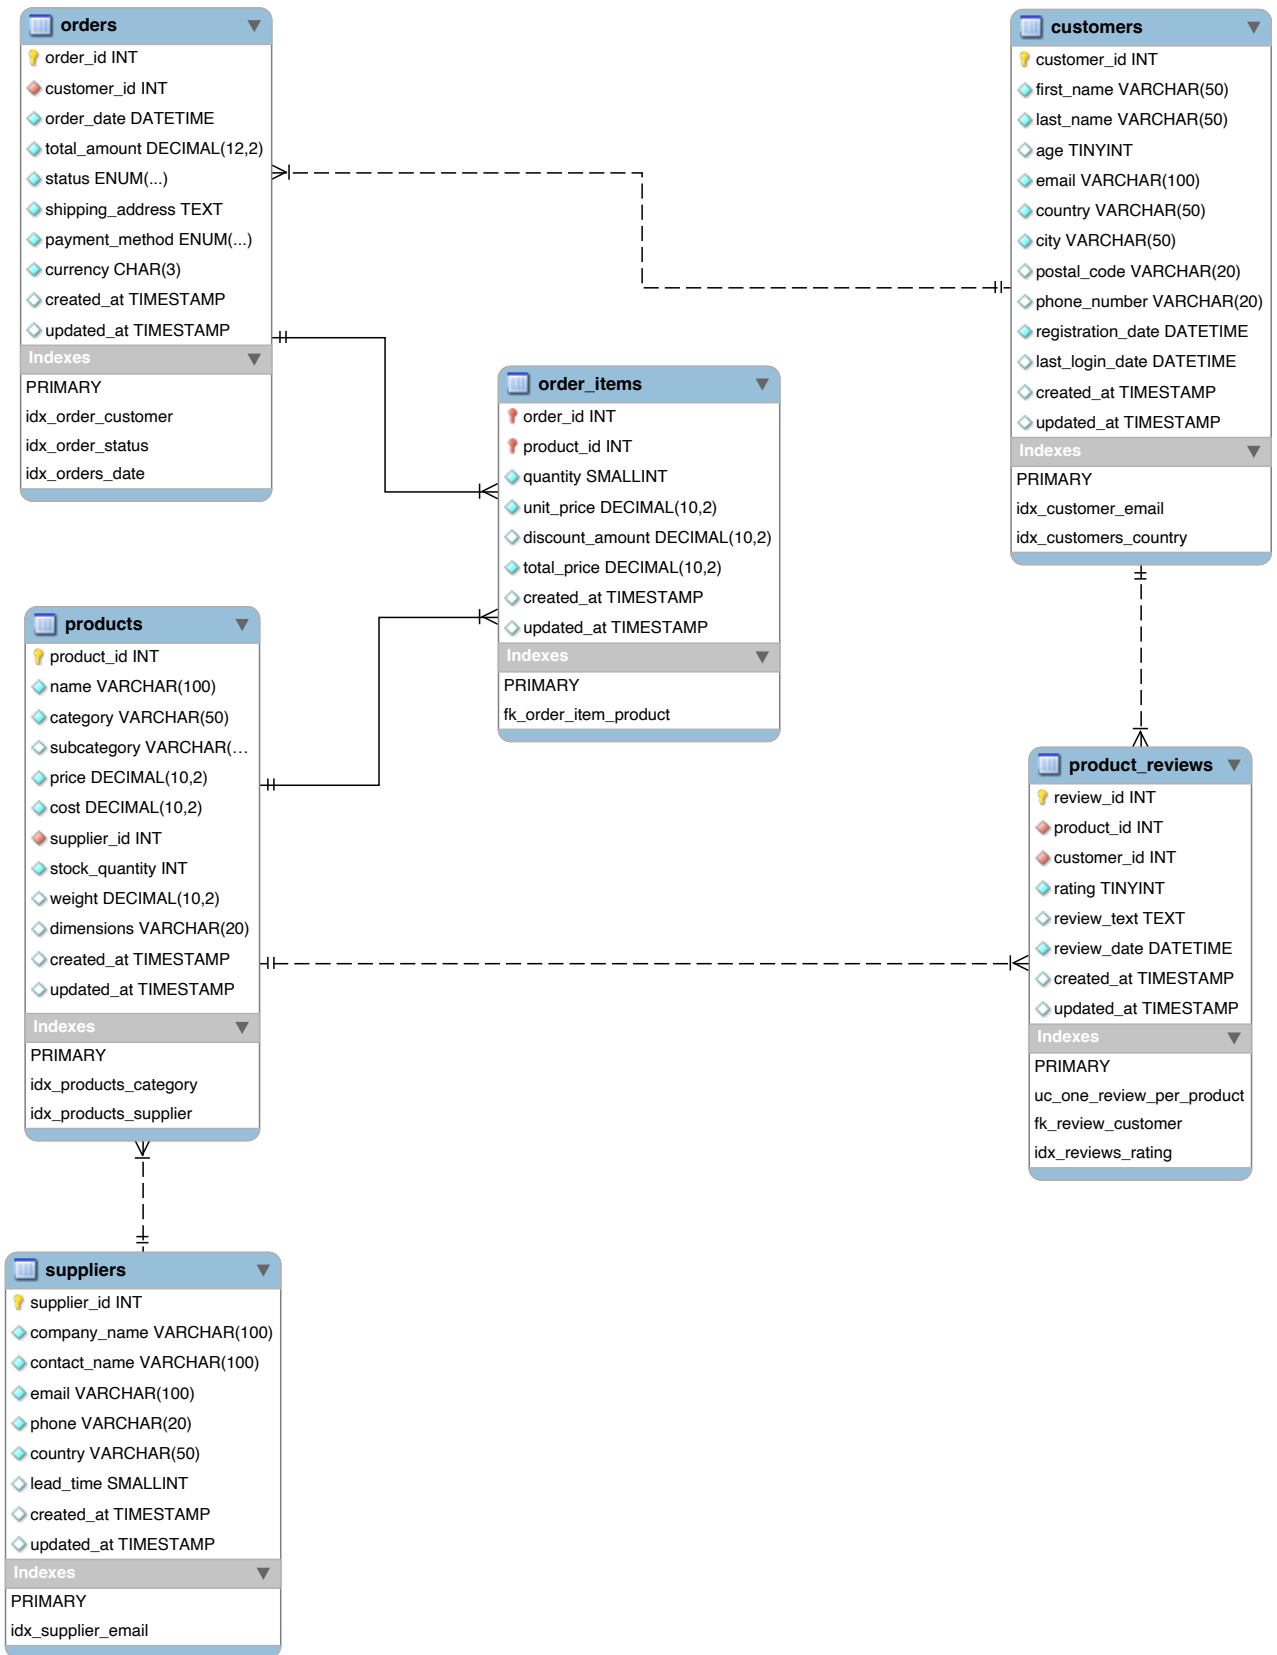 orders
order_id INT
customer_id INT
order_date DATETIME
total_amount DECIMAL(12,2)
status ENUM(...)
shipping_address TEXT
payment_method ENUM(...)
currency CHAR(3)
created_at TIMESTAMP
updated_at TIMESTAMP
Indexes
PRIMARY
idx_order_customer
idx_order_status
idx_orders_date
customers
customer_id INT
first_name VARCHAR(50)
last_name VARCHAR(50)
age TINYINT
email VARCHAR(100)
country VARCHAR(50)
city VARCHAR(50)
postal_code VARCHAR(20)
phone_number VARCHAR(20)
registration_date DATETIME
last_login_date DATETIME
created_at TIMESTAMP
updated_at TIMESTAMP
Indexes
PRIMARY
idx_customer_email
idx_customers_country
order_items
order_id INT
product_id INT
quantity SMALLINT
unit_price DECIMAL(10,2)
discount_amount DECIMAL(10,2)
total_price DECIMAL(10,2)
created_at TIMESTAMP
updated_at TIMESTAMP
Indexes
PRIMARY
fk_order_item_product
products
product_id INT
name VARCHAR(100)
category VARCHAR(50)
subcategory VARCHAR(...
price DECIMAL(10,2)
cost DECIMAL(10,2)
supplier_id INT
stock_quantity INT
weight DECIMAL(10,2)
dimensions VARCHAR(20)
created_at TIMESTAMP
updated_at TIMESTAMP
Indexes
PRIMARY
idx_products_category
idx_products_supplier
product_reviews
review_id INT
product_id INT
customer_id INT
rating TINYINT
review_text TEXT
review_date DATETIME
created_at TIMESTAMP
updated_at TIMESTAMP
Indexes
PRIMARY
uc_one_review_per_product
fk_review_customer
idx_reviews_rating
suppliers
supplier_id INT
company_name VARCHAR(100)
contact_name VARCHAR(100)
email VARCHAR(100)
phone VARCHAR(20)
country VARCHAR(50)
lead_time SMALLINT
created_at TIMESTAMP
updated_at TIMESTAMP
Indexes
PRIMARY
idx_supplier_email